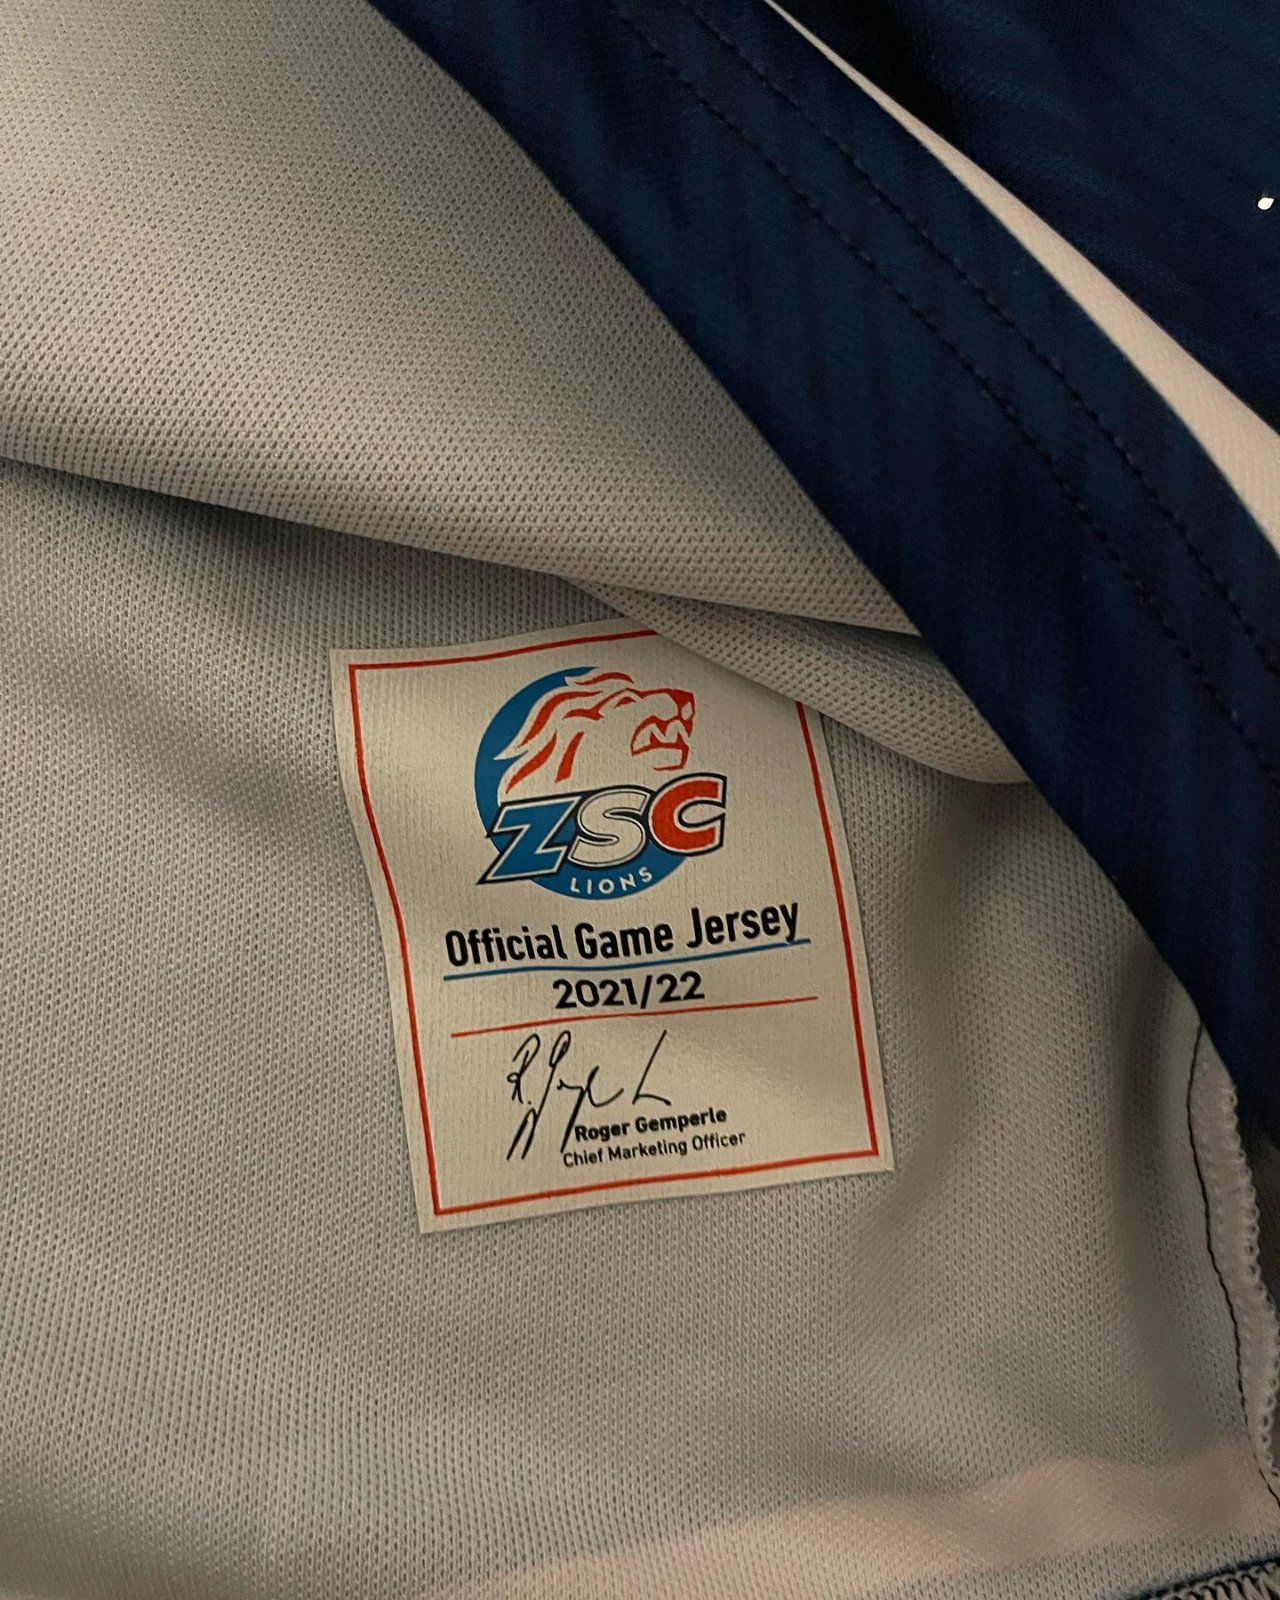 ZSC
LIONS
Official Game Jersey
2021/22
Roger Gemperle
Chief Marketing Officer